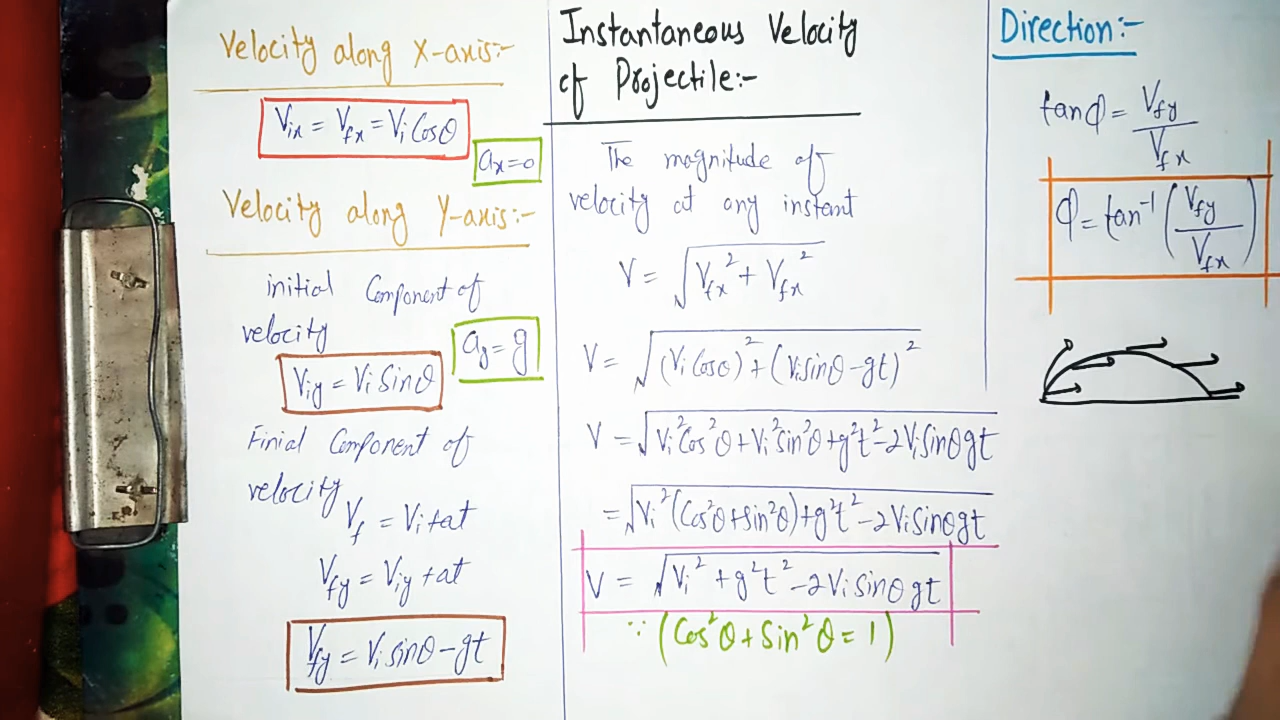 Velocity along X-axis:-
Vix = Vfx = Vi Cosθ
ax=0
Velocity along Y-axis:-
initial Component of
velocity
ay = g
Viy = Vi Sinθ
Finial Component of
velocity
Vf = Vi+at
Vfy = Viy+at
Vfy = Vi sinθ-gt
Instantaneous Velocity
of Projectile:-
The magnitude of
velocity at any instant
V = √(Vfx² + Vfx²)
V = √((Vi Cosθ)² + (Vi sinθ-gt)²)
V = √(Vi²Cos²θ+Vi²sin²θ+g²t²-2Vi sinθgt)
= √(Vi²(Cos²θ+sin²θ)+g²t²-2Vi sinθgt)
V = √(Vi² + g²t²-2Vi sinθ gt)
∵ (Cos²θ + Sin²θ = 1)
Direction:-
tanϕ = Vfy/Vfx
ϕ = tan⁻¹(Vfy/Vfx)